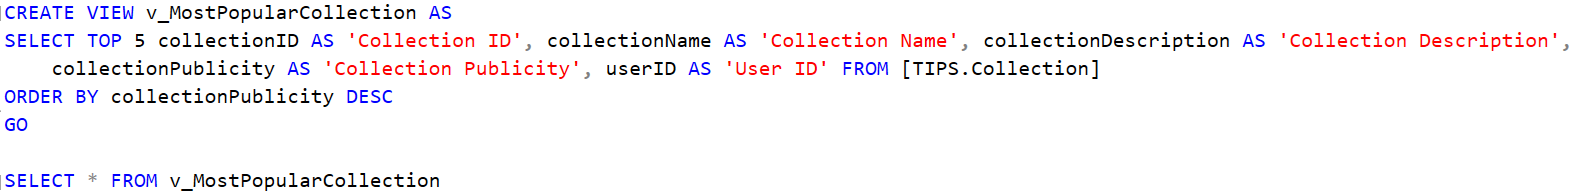 CREATE VIEW v_MostPopularCollection AS
SELECT TOP 5 collectionID AS 'Collection ID', collectionName AS 'Collection Name', collectionDescription AS 'Collection Description',
collectionPublicity AS 'Collection Publicity', userID AS 'User ID' FROM [TIPS.Collection]
ORDER BY collectionPublicity DESC
GO
SELECT * FROM v_MostPopularCollection